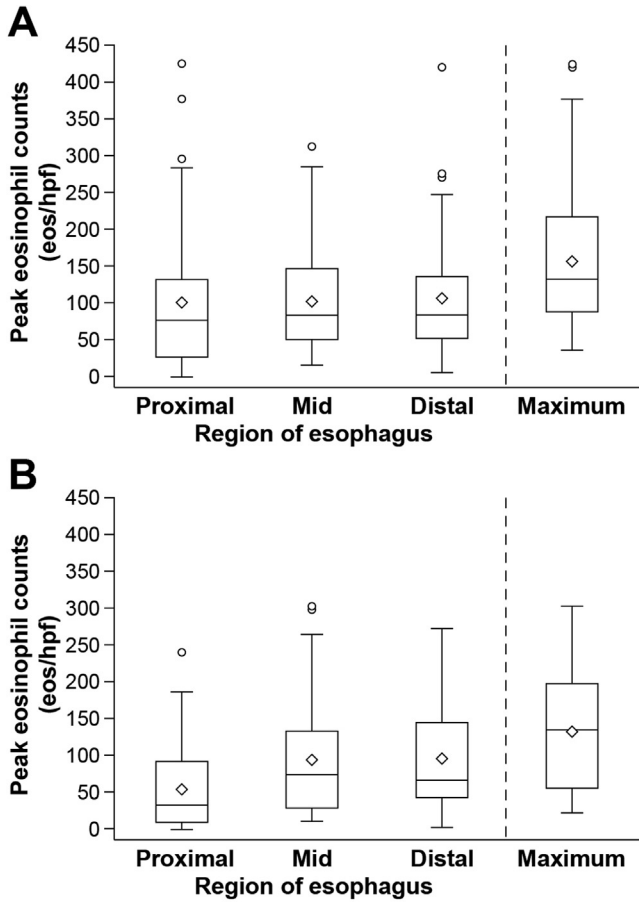 A
Peak eosinophil counts
(eos/hpf)
450
400
350
300
250
200
150
100
50
0
Proximal Mid Distal Maximum
Region of esophagus
B
Peak eosinophil counts
(eos/hpf)
450
400
350
300
250
200
150
100
50
0
Proximal Mid Distal Maximum
Region of esophagus